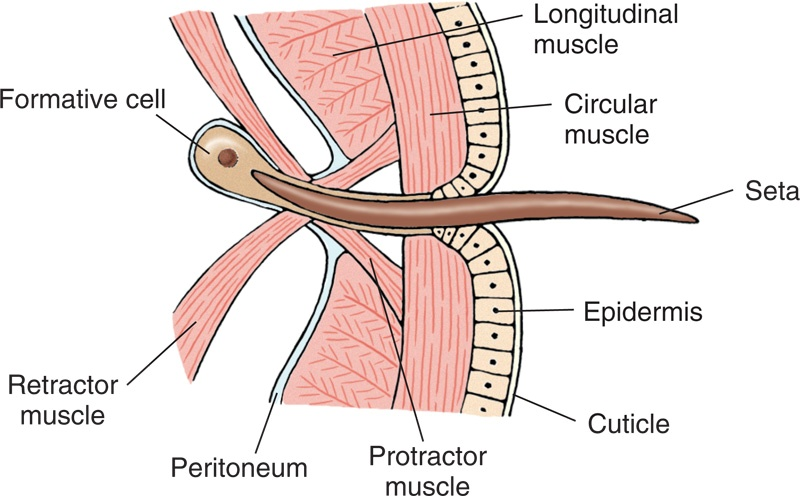 Longitudinal
muscle
Formative cell
Circular
muscle
Seta
Epidermis
Retractor
muscle
Cuticle
Peritoneum
Protractor
muscle